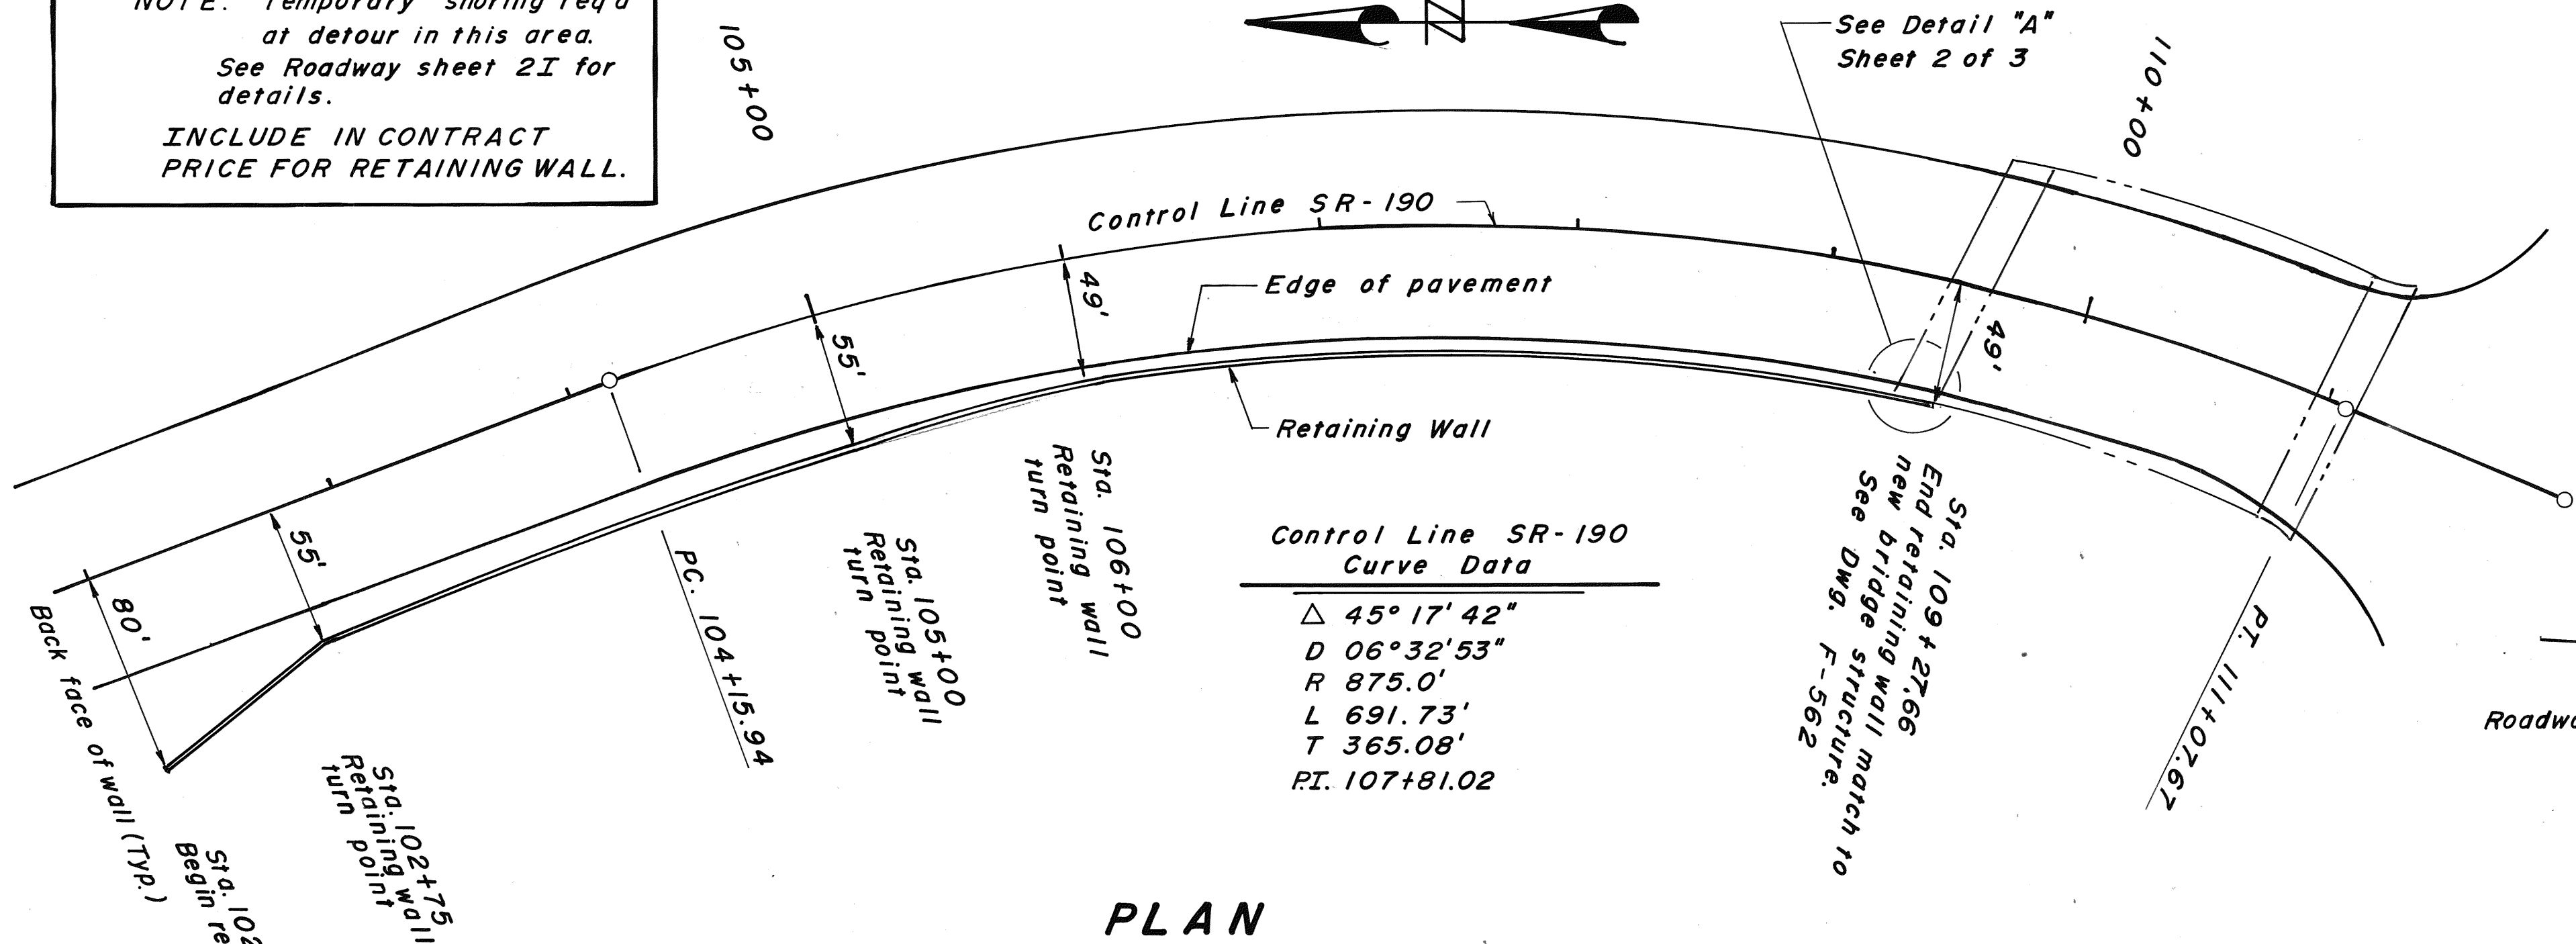 NOTE: Temporary shoring req'd
at detour in this area.
See Roadway sheet 2I for
details.
INCLUDE IN CONTRACT
PRICE FOR RETAINING WALL.
105+00
N
See Detail "A"
Sheet 2 of 3
110+00
Control Line SR-190
49'
Edge of pavement
55'
49'
Retaining Wall
55'
80'
Back face of wall (Typ.)
Sta. 102
Begin re
Sta. 102+75
Retaining wall
turn point
PC. 104+15.94
Sta. 105+00
Retaining wall
turn point
Sta. 106+00
Retaining wall
turn point
Control Line SR-190
Curve Data
△ 45° 17' 42"
D 06°32'53"
R 875.0'
L 691.73'
T 365.08'
P.I. 107+81.02
Sta. 109+27.66
End retaining wall match to
new bridge structure.
See Dwg. F-562
PT. 111+07.67
Roadwa
PLAN